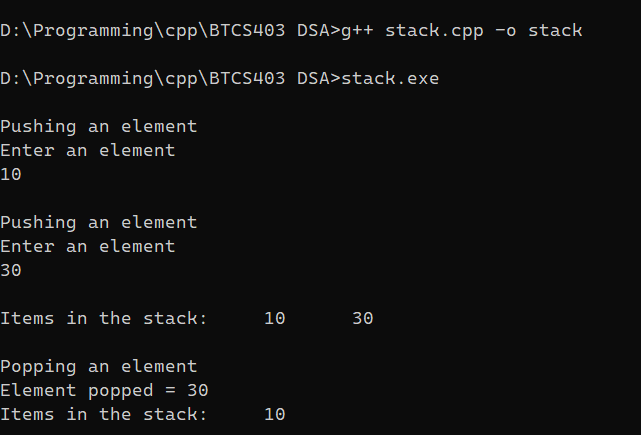 D:\Programming\cpp\BTCS403 DSA>g++ stack.cpp -o stack
D:\Programming\cpp\BTCS403 DSA>stack.exe
Pushing an element
Enter an element
10
Pushing an element
Enter an element
30
Items in the stack:     10      30
Popping an element
Element popped = 30
Items in the stack:     10